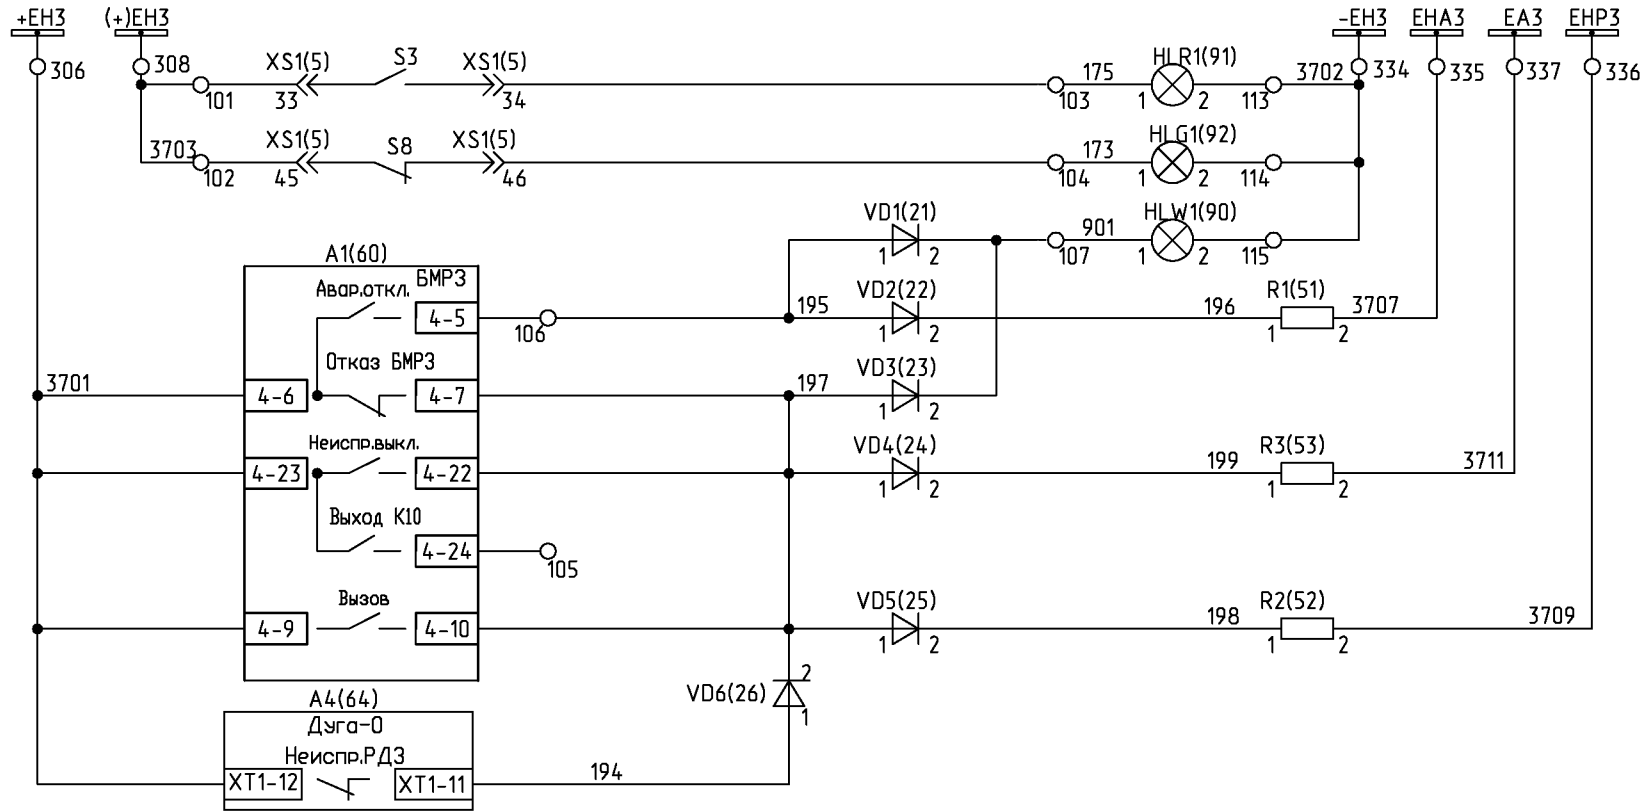 +ЕН3 (+)ЕН3 -ЕН3 ЕНА3 ЕА3 ЕНР3
306 308 334 335 337 336
XS1(5) S3 XS1(5) 175 HLR1(91) 3702
101 33 34 103 1 2 113
3703 XS1(5) S8 XS1(5) 173 HLG1(92)
102 45 46 104 1 2 114
VD1(21) 901 HLW1(90)
1 2 107 1 2 115
А1(60)
БМРЗ
Авар.откл. 4-5 195 VD2(22) 196 R1(51) 3707
106 1 2 1 2
Отказ БМРЗ
3701 4-6 4-7 197 VD3(23)
1 2
Неиспр.выкл. VD4(24) R3(53)
4-23 4-22 199 3711
1 2 1 2
Выход К10
4-24
105
Вызов VD5(25) R2(52)
4-9 4-10 198 3709
1 2 1 2
VD6(26) 2
1
А4(64)
Дуга-О
Неиспр.РДЗ
ХТ1-12 ХТ1-11 194